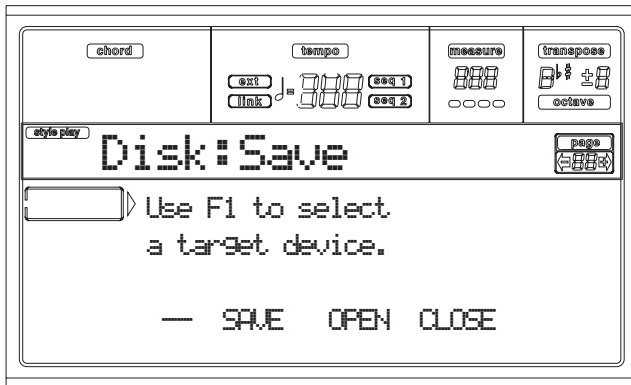 chord
tempo
measure
transpose
ext
seq 1
link
seq 2
octave
style play
Disk:Save
page
Use F1 to select
a target device.
SAVE OPEN CLOSE